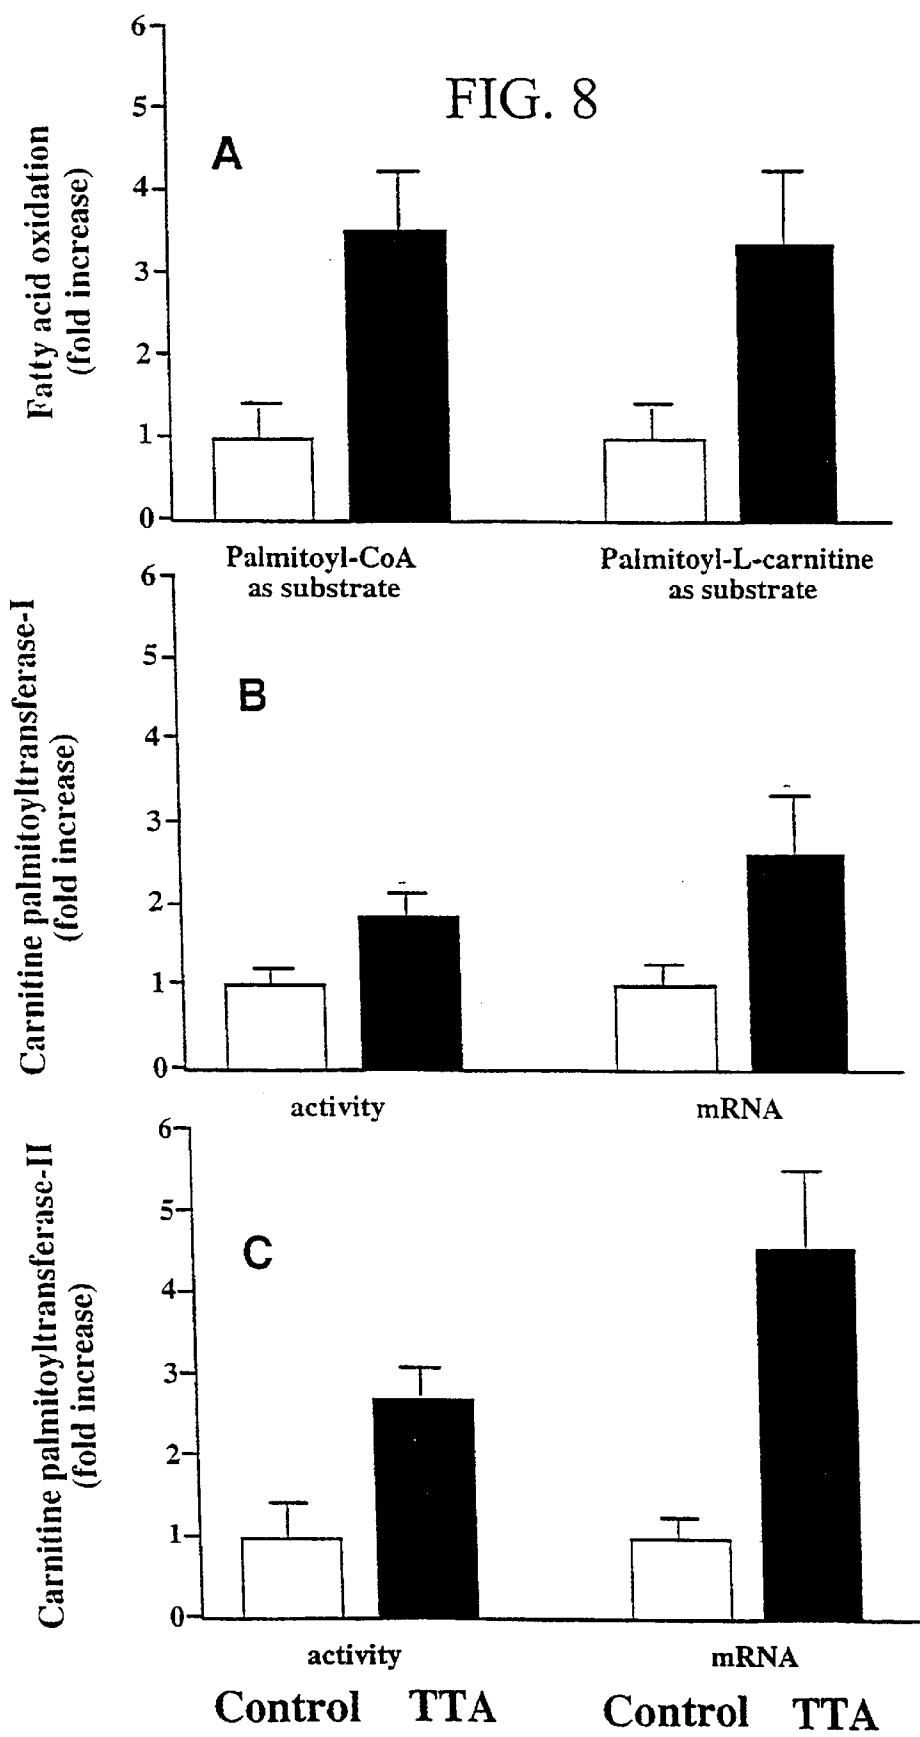 FIG. 8
A
Fatty acid oxidation
(fold increase)
6
5
4
3
2
1
0
Palmitoyl-CoA
as substrate
Palmitoyl-L-carnitine
as substrate
B
Carnitine palmitoyltransferase-I
(fold increase)
6
5
4
3
2
1
0
activity
mRNA
C
Carnitine palmitoyltransferase-II
(fold increase)
6
5
4
3
2
1
0
activity
mRNA
Control TTA
Control TTA